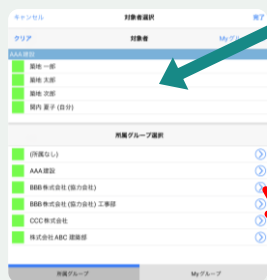 キャンセル 対象者選択 完了
クリア 対象者 Myグル
AAA建設
築地 一郎
築地 太郎
築地 次郎
関内 夏子 (自分)
所属グループ選択
(所属なし)
AAA建設
BBB株式会社 (協力会社)
BBB株式会社 (協力会社) 工事部
CCC株式会社
株式会社ABC 建築部
所属グループ Myグループ